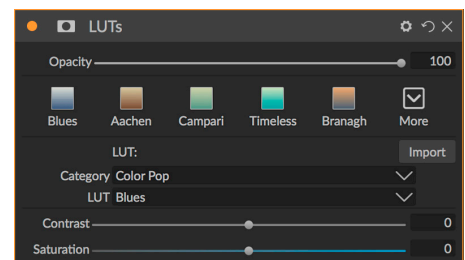 LUTs
Opacity 100
Blues Aachen Campari Timeless Branagh More
LUT: Import
Category Color Pop
LUT Blues
Contrast 0
Saturation 0